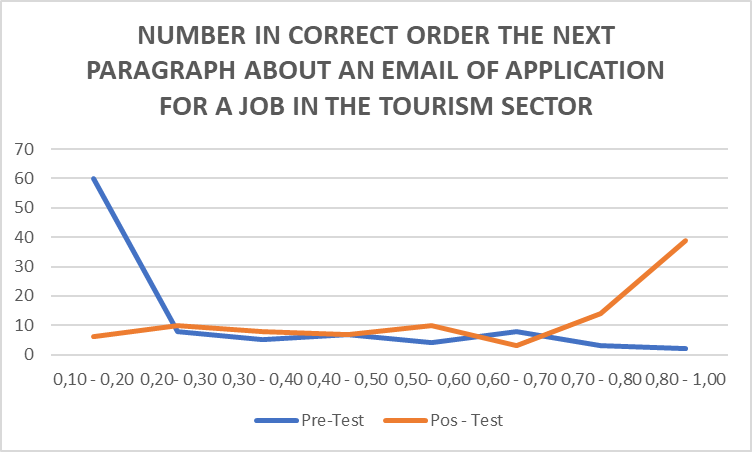 NUMBER IN CORRECT ORDER THE NEXT
PARAGRAPH ABOUT AN EMAIL OF APPLICATION
FOR A JOB IN THE TOURISM SECTOR
70
60
50
40
30
20
10
0
0,10 - 0,20 0,20- 0,30 0,30 - 0,40 0,40 - 0,50 0,50- 0,60 0,60 - 0,70 0,70 - 0,80 0,80 - 1,00
Pre-Test Pos - Test